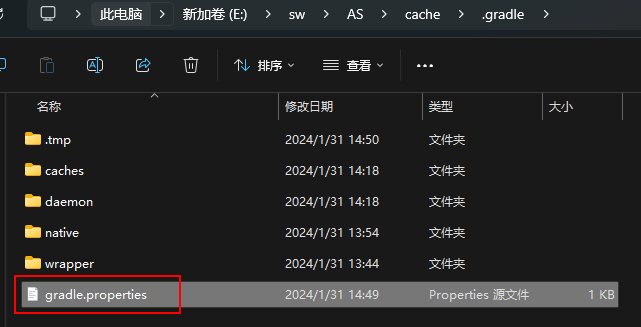 此电脑 新加卷 (E:) sw AS cache .gradle
排序 查看
名称 修改日期 类型 大小
.tmp 2024/1/31 14:50 文件夹
caches 2024/1/31 14:18 文件夹
daemon 2024/1/31 14:18 文件夹
native 2024/1/31 13:54 文件夹
wrapper 2024/1/31 13:44 文件夹
gradle.properties 2024/1/31 14:49 Properties 源文件 1 KB